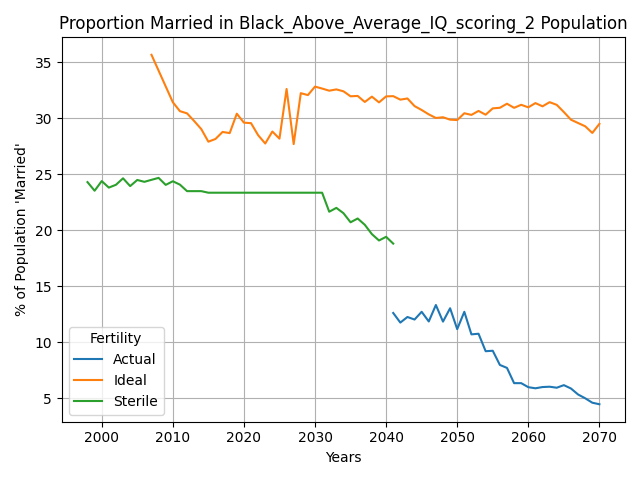 Proportion Married in Black_Above_Average_IQ_scoring_2 Population
% of Population 'Married'
35
30
25
20
15
10
5
Fertility
Actual
Ideal
Sterile
2000 2010 2020 2030 2040 2050 2060 2070
Years